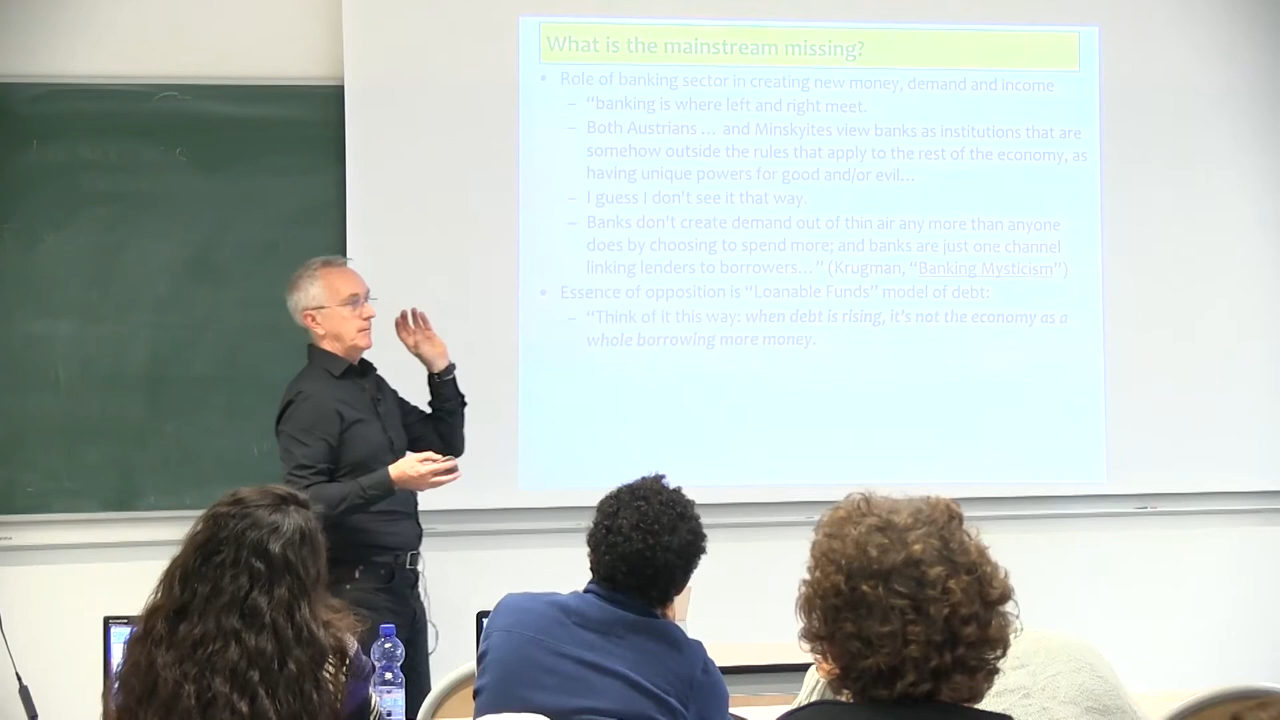 What is the mainstream missing?
• Role of banking sector in creating new money, demand and income
– “banking is where left and right meet.
– Both Austrians … and Minskyites view banks as institutions that are
somehow outside the rules that apply to the rest of the economy, as
having unique powers for good and/or evil…
– I guess I don't see it that way.
– Banks don't create demand out of thin air any more than anyone
does by choosing to spend more; and banks are just one channel
linking lenders to borrowers…” (Krugman, “Banking Mysticism”)
• Essence of opposition is “Loanable Funds” model of debt:
– “Think of it this way: when debt is rising, it's not the economy as a
whole borrowing more money.